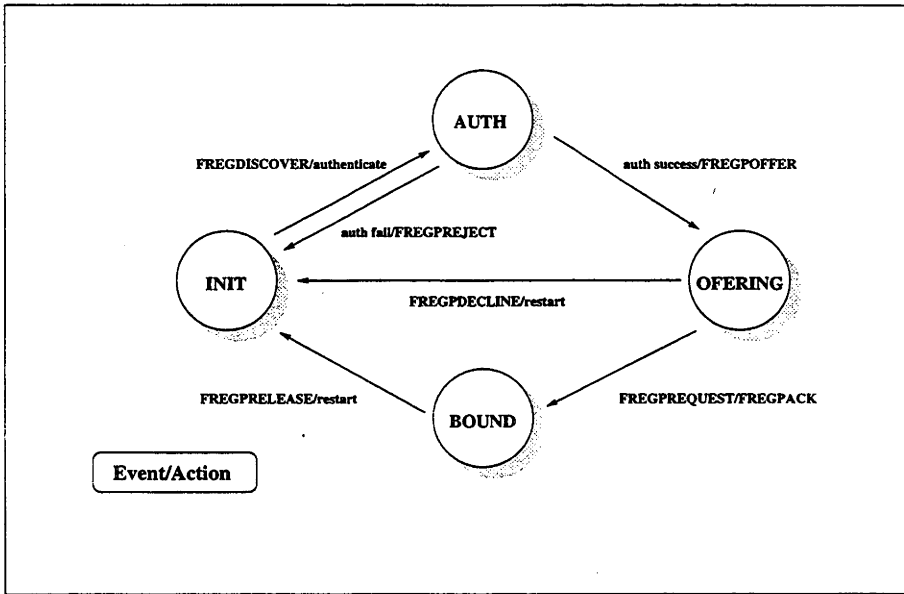 AUTH
FREGDISCOVER/authenticate
auth success/FREGPOFFER
auth fail/FREGPREJECT
INIT
OFERING
FREGPDECLINE/restart
FREGPRELEASE/restart
FREGPREQUEST/FREGPACK
BOUND
Event/Action